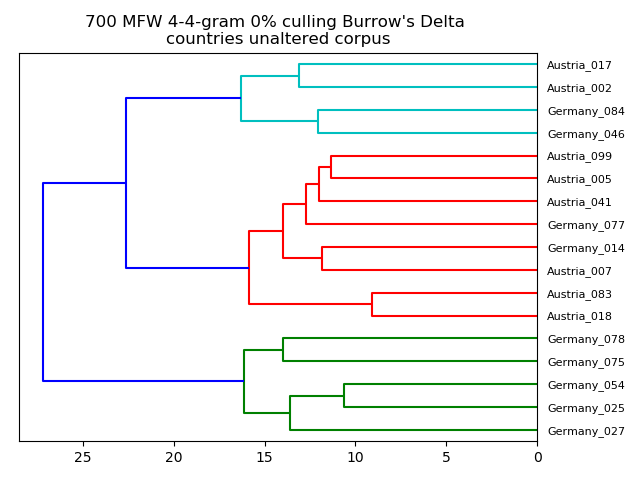 700 MFW 4-4-gram 0% culling Burrow's Delta
countries unaltered corpus
Austria_017
Austria_002
Germany_084
Germany_046
Austria_099
Austria_005
Austria_041
Germany_077
Germany_014
Austria_007
Austria_083
Austria_018
Germany_078
Germany_075
Germany_054
Germany_025
Germany_027
25 20 15 10 5 0